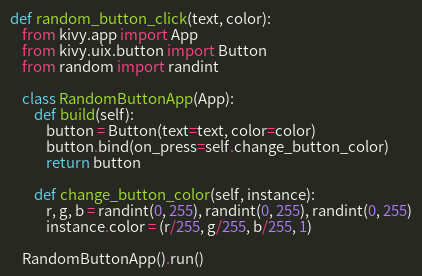 def random_button_click(text, color):
    from kivy.app import App
    from kivy.uix.button import Button
    from random import randint

    class RandomButtonApp(App):
        def build(self):
            button = Button(text=text, color=color)
            button.bind(on_press=self.change_button_color)
            return button

        def change_button_color(self, instance):
            r, g, b = randint(0, 255), randint(0, 255), randint(0, 255)
            instance.color = (r/255, g/255, b/255, 1)

    RandomButtonApp().run()